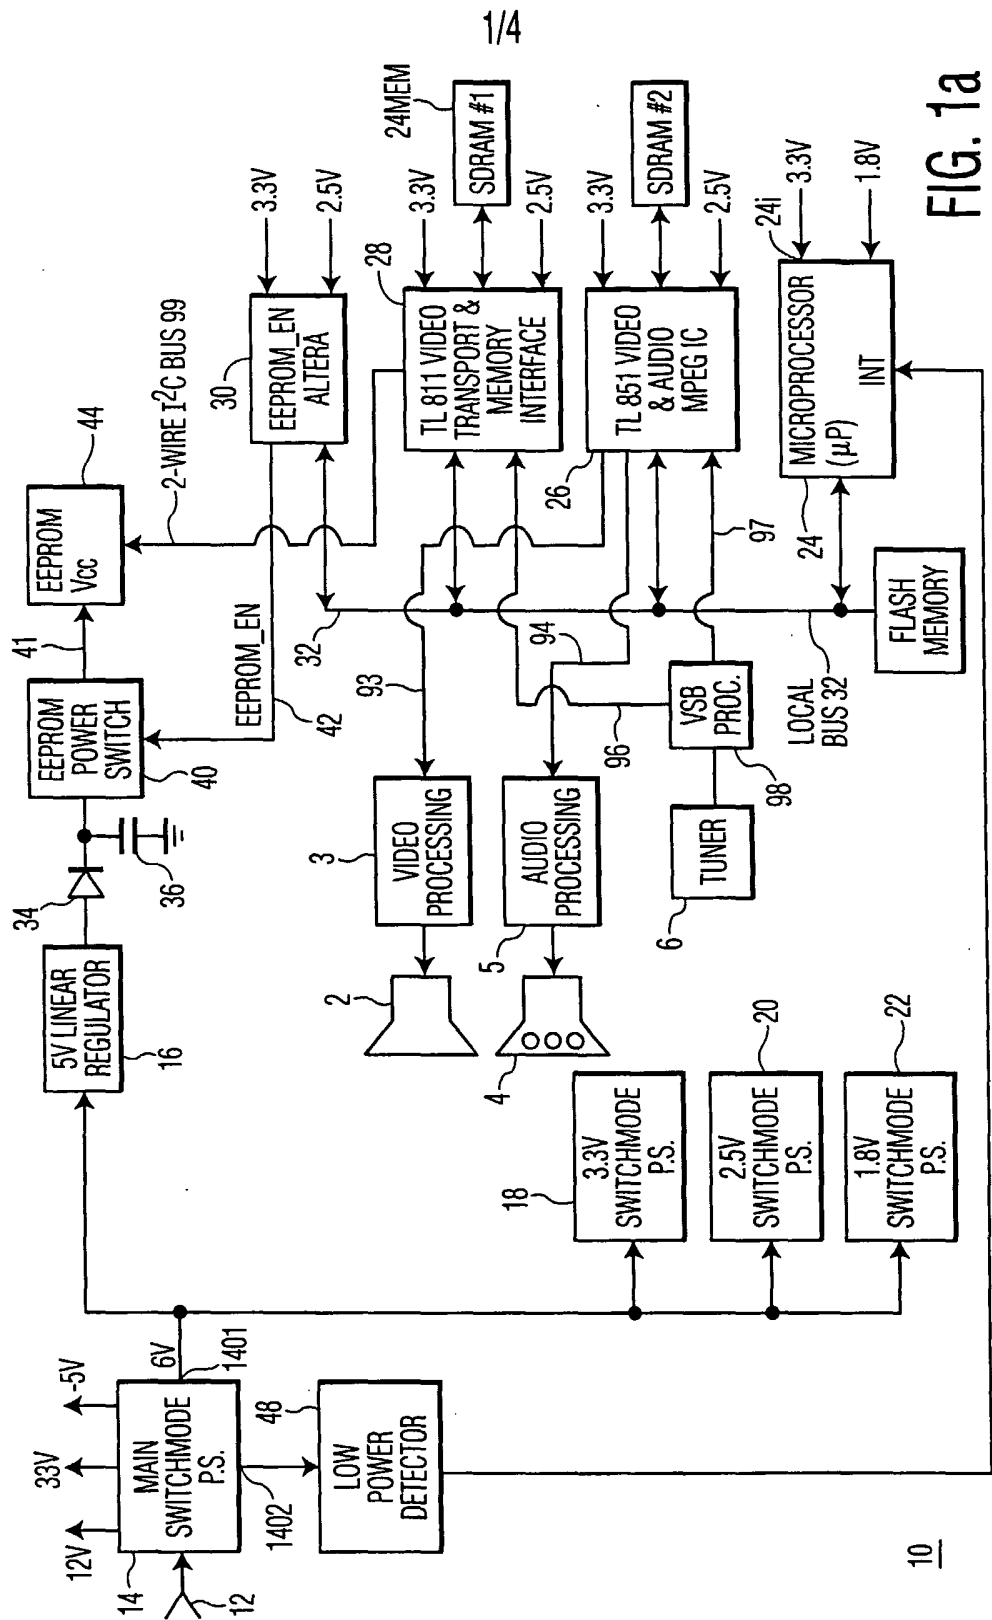 1/4
12V
33V
-5V
MAIN
SWITCHMODE
P.S.
14
12
6V
1401
1402
48
LOW
POWER
DETECTOR
10
5V LINEAR
REGULATOR
16
34
36
EEPROM
POWER
SWITCH
40
41
EEPROM
Vcc
44
2-WIRE I²C BUS 99
EEPROM_EN
42
30
EEPROM_EN
ALTERA
3.3V
2.5V
32
28
TL 811 VIDEO
TRANSPORT &
MEMORY
INTERFACE
3.3V
2.5V
24MEM
SDRAM #1
26
TL 851 VIDEO
& AUDIO
MPEG IC
3.3V
2.5V
SDRAM #2
93
94
96
97
2
3
VIDEO
PROCESSING
4
5
AUDIO
PROCESSING
6
TUNER
VSB
PROC.
98
LOCAL
BUS 32
FLASH
MEMORY
24
MICROPROCESSOR
(µP)
INT
24i
3.3V
1.8V
18
3.3V
SWITCHMODE
P.S.
20
2.5V
SWITCHMODE
P.S.
22
1.8V
SWITCHMODE
P.S.
FIG. 1a